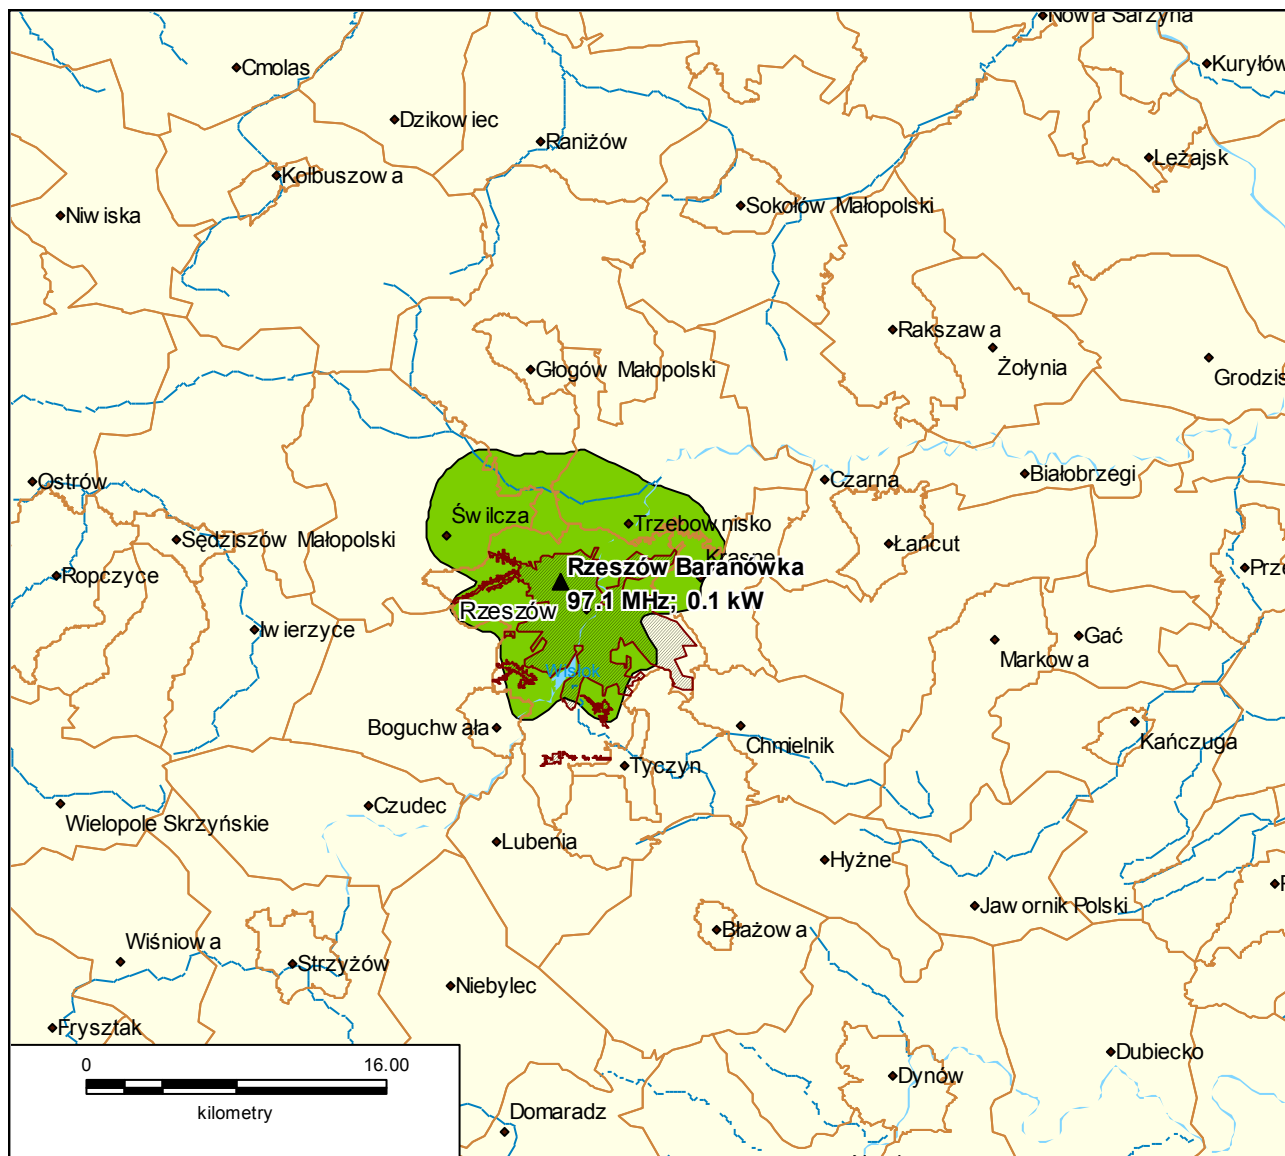 Nowa Sarzyna
Cmolas
Kuryłów
Dzikowiec
Raniżów
Leżajsk
Kolbuszowa
Niwiska
Sokołów Małopolski
Rakszawa
Żołynia
Grodzis
Głogów Małopolski
Ostrów
Czarna
Białobrzegi
Świlcza
Trzebownisko
Sędziszów Małopolski
Łańcut
Krasne
Ropczyce
Rzeszów Baranówka
Prze
97.1 MHz; 0.1 kW
Rzeszów
Iwierzyce
Markowa
Gać
Wisłok
Boguchwała
Chmielnik
Kańczuga
Tyczyn
Czudec
Wielopole Skrzyńskie
Lubenia
Hyżne
Jawornik Polski
Błażowa
Wiśniowa
Strzyżów
Niebylec
Frysztak
Dubiecko
0 16.00
kilometry
Dynów
Domaradz